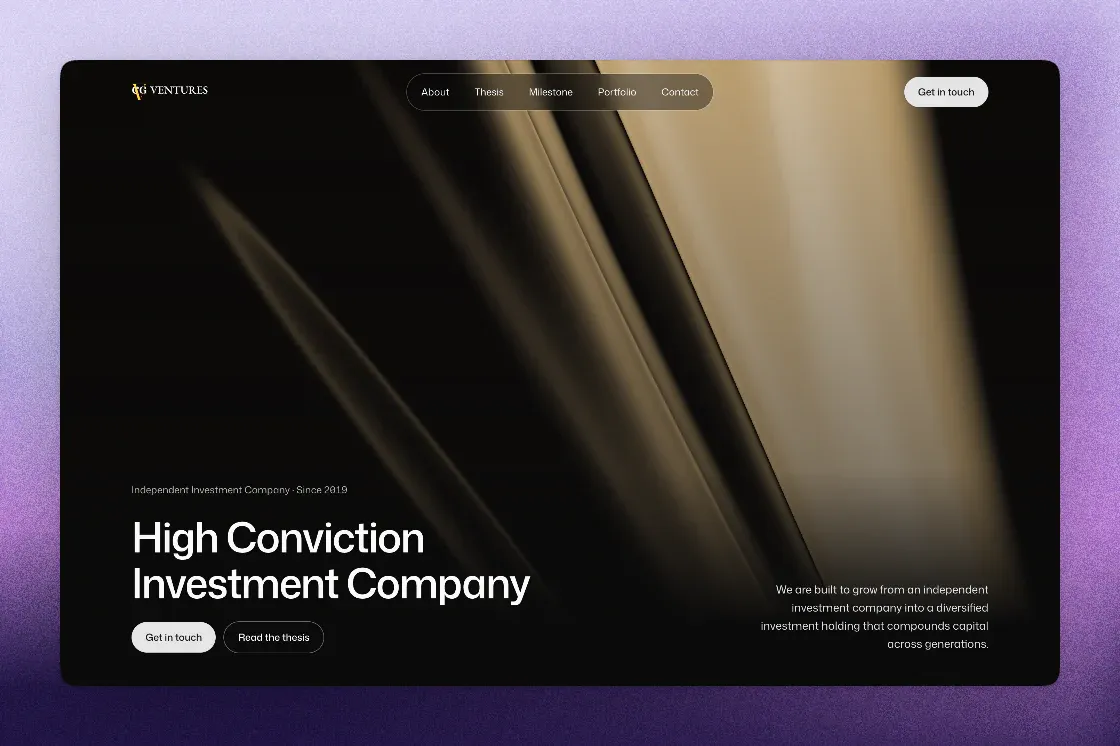 VENTURES
About
Thesis
Milestone
Portfolio
Contact
Get in touch
Independent Investment Company · Since 2019
High Conviction
Investment Company
Get in touch
Read the thesis
We are built to grow from an independent
investment company into a diversified
investment holding that compounds capital
across generations.